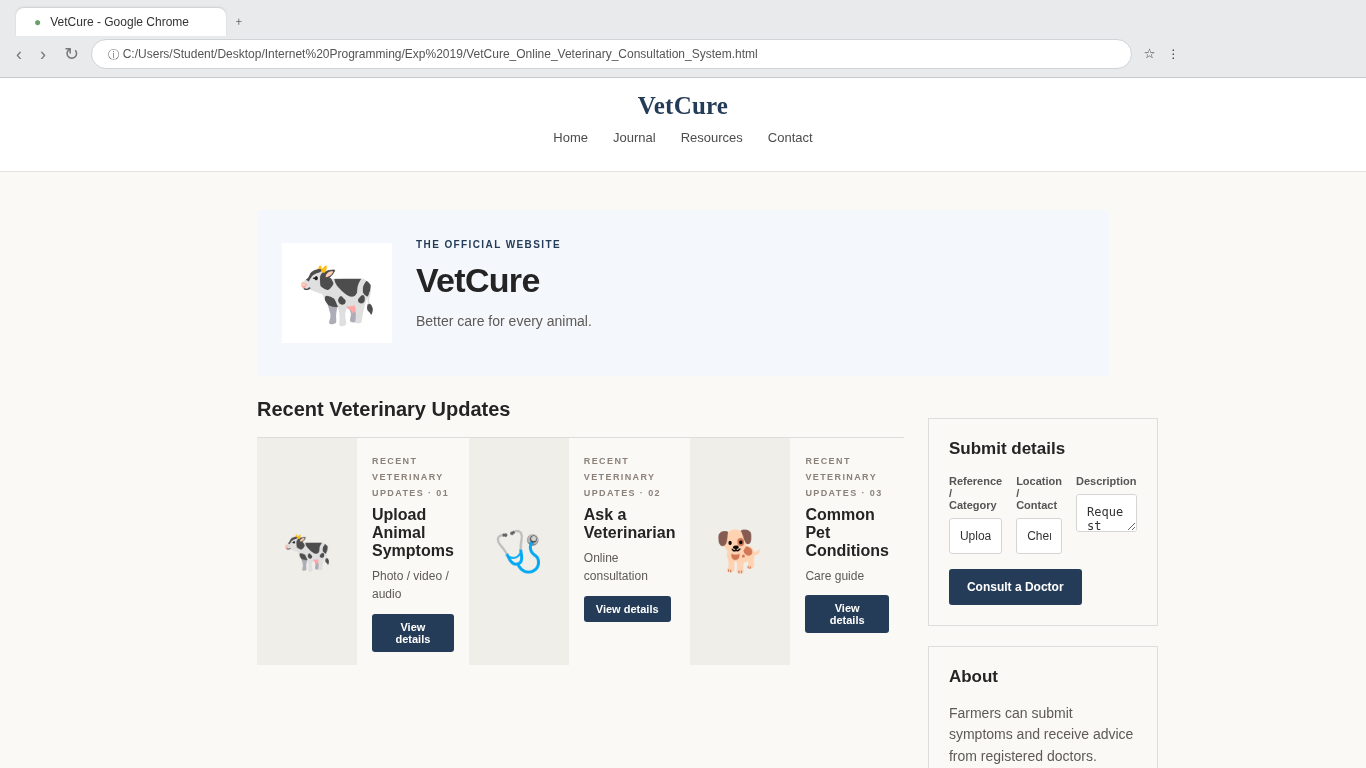 VetCure - Google Chrome
+
C:/Users/Student/Desktop/Internet%20Programming/Exp%2019/VetCure_Online_Veterinary_Consultation_System.html
VetCure
Home Journal Resources Contact
THE OFFICIAL WEBSITE
VetCure
Better care for every animal.
Recent Veterinary Updates
RECENT
VETERINARY
UPDATES · 01
Upload
Animal
Symptoms
Photo / video /
audio
View
details
RECENT
VETERINARY
UPDATES · 02
Ask a
Veterinarian
Online
consultation
View details
RECENT
VETERINARY
UPDATES · 03
Common
Pet
Conditions
Care guide
View
details
Submit details
Reference
/
Category
Uploa
Location
/
Contact
Description
Reque
st
Consult a Doctor
About
Farmers can submit
symptoms and receive advice
from registered doctors.